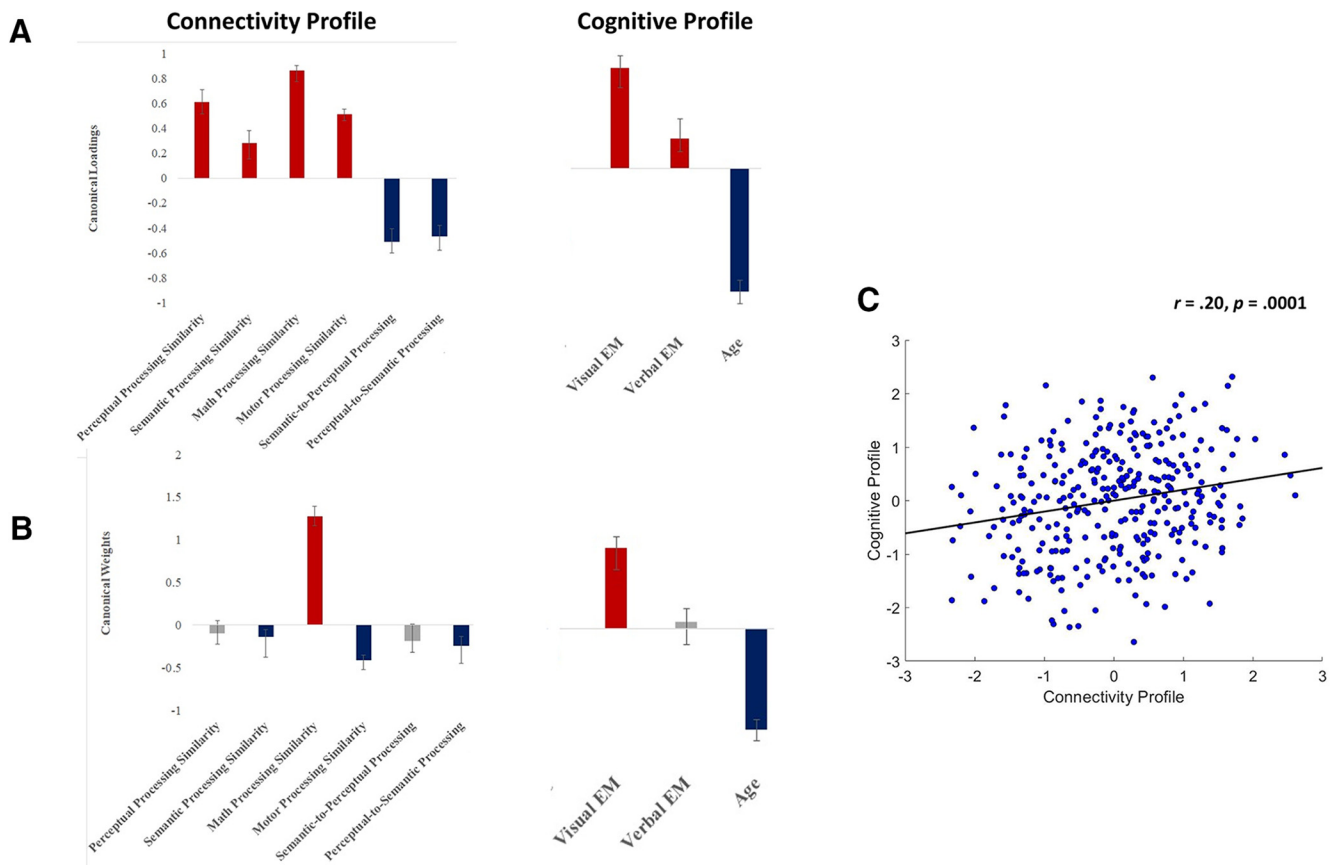 A
Connectivity Profile
Cognitive Profile
Canonical Loadings
1
0.8
0.6
0.4
0.2
0
-0.2
-0.4
-0.6
-0.8
-1
Perceptual Processing Similarity
Semantic Processing Similarity
Math Processing Similarity
Motor Processing Similarity
Semantic-to-Perceptual Processing
Perceptual-to-Semantic Processing
Visual EM
Verbal EM
Age
B
Canonical Weights
2
1.5
1
0.5
0
-0.5
-1
Perceptual Processing Similarity
Semantic Processing Similarity
Math Processing Similarity
Motor Processing Similarity
Semantic-to-Perceptual Processing
Perceptual-to-Semantic Processing
Visual EM
Verbal EM
Age
C
r = .20, p = .0001
Cognitive Profile
3
2
1
0
-1
-2
-3
-3 -2 -1 0 1 2 3
Connectivity Profile